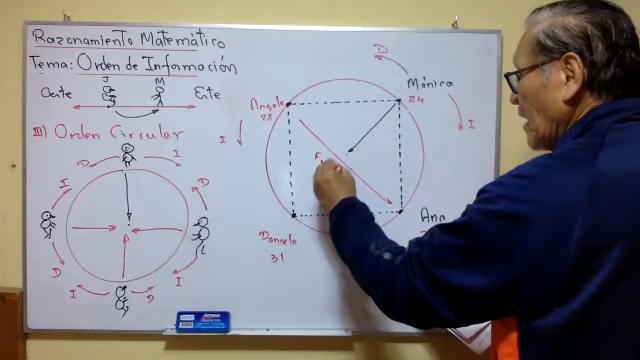 Razonamiento Matemático
Tema: Orden de Información
J M
Oeste Este
III) Orden Circular
D I
I D
D I
I D
D
Mónica
24
I
Angela
28
I
Daniela
31
Ana